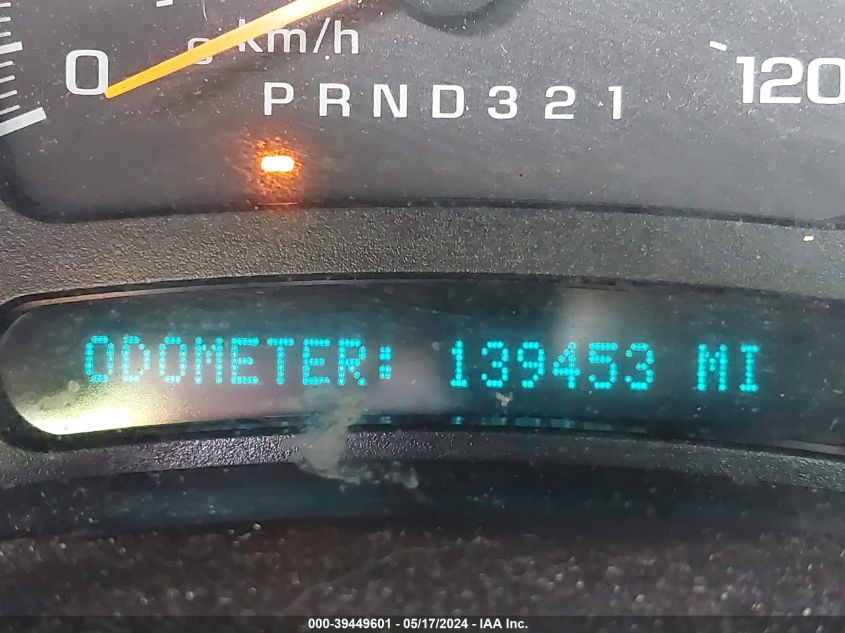 km/h
0
120
PRND321
ODOMETER: 139453 MI
000-39449601 - 05/17/2024 - IAA Inc.